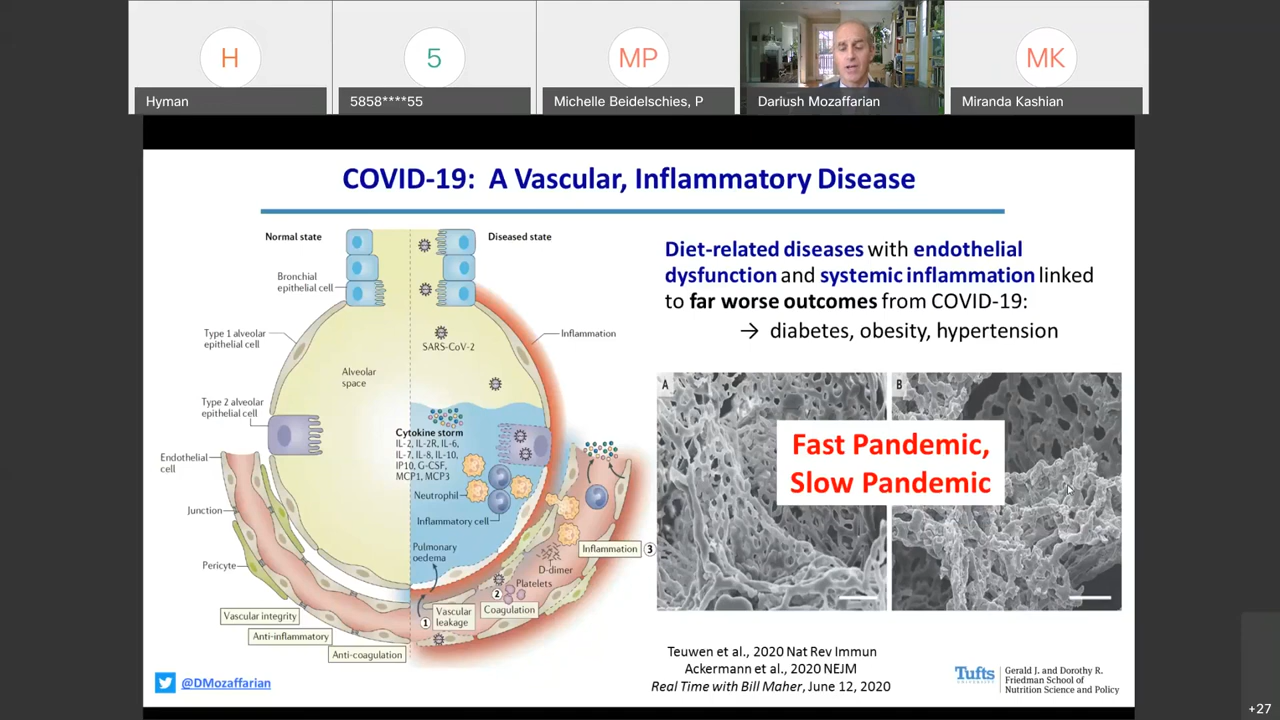 H
5
MP
MK
Hyman
5858****55
Michelle Beidelschies, P
Dariush Mozaffarian
Miranda Kashian
COVID-19: A Vascular, Inflammatory Disease
Normal state
Diseased state
Bronchial
epithelial cell
Type 1 alveolar
epithelial cell
Inflammation
SARS-CoV-2
Alveolar
space
Type 2 alveolar
epithelial cell
Cytokine storm
IL-2, IL-2R, IL-6,
IL-7, IL-8, IL-10,
IP10, G-CSF,
MCP1, MCP3
Endothelial
cell
Neutrophil
Junction
Inflammatory cell
Pulmonary
oedema
Inflammation
3
Pericyte
D-dimer
Platelets
2
Coagulation
Vascular integrity
1
Vascular
leakage
Anti-inflammatory
Anti-coagulation
Diet-related diseases with endothelial
dysfunction and systemic inflammation linked
to far worse outcomes from COVID-19:
→ diabetes, obesity, hypertension
A
B
Fast Pandemic,
Slow Pandemic
Teuwen et al., 2020 Nat Rev Immun
Ackermann et al., 2020 NEJM
Real Time with Bill Maher, June 12, 2020
@DMozaffarian
Tufts
UNIVERSITY
Gerald J. and Dorothy R.
Friedman School of
Nutrition Science and Policy
+27